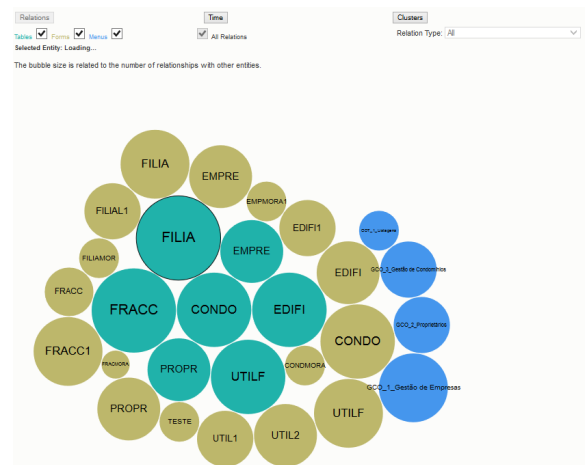 Relations Time Clusters
Tables Forms Menus All Relations Relation Type: All
Selected Entity: Loading...
The bubble size is related to the number of relationships with other entities.
FILIA
EMPRE
EMPMORA1
FILIAL1
EDIFI1
FILIA
EMPRE
FILIAMOR
EDIFI
GCO_3_Gestão de Condomínios
FRACC
FRACC
CONDO
EDIFI
GCO_2_Proprietários
FRACC1
CONDO
PROPR
UTILF
CONDMORA
GCO_1_Gestão de Empresas
PROPR
TESTE
UTIL1
UTIL2
UTILF